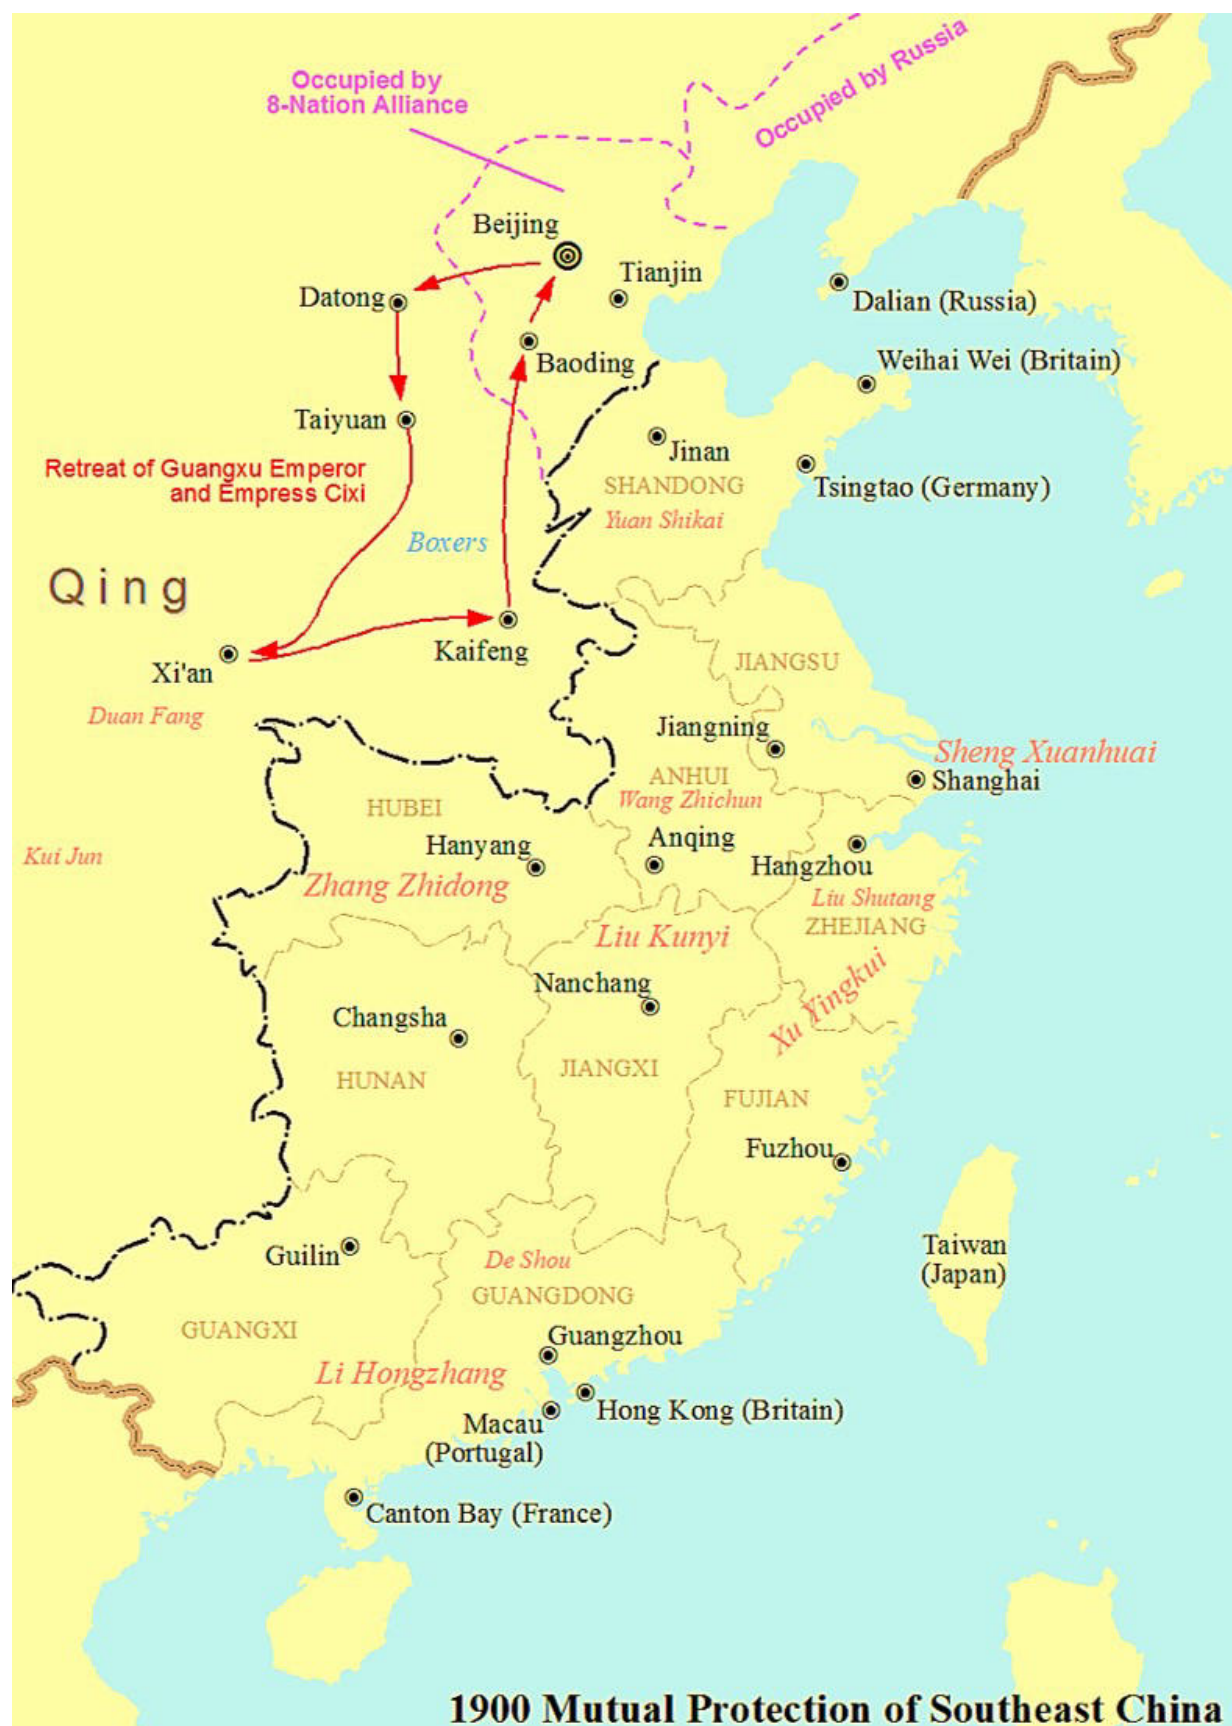 Occupied by
8-Nation Alliance
Occupied by Russia
Beijing
Tianjin
Datong
Dalian (Russia)
Baoding
Weihai Wei (Britain)
Taiyuan
Jinan
Retreat of Guangxu Emperor
and Empress Cixi
SHANDONG
Tsingtao (Germany)
Yuan Shikai
Boxers
Qing
Kaifeng
Xi'an
JIANGSU
Duan Fang
Jiangning
Sheng Xuanhuai
ANHUI
Shanghai
Wang Zhichun
HUBEI
Hanyang
Anqing
Kui Jun
Hangzhou
Zhang Zhidong
Liu Shutang
ZHEJIANG
Liu Kunyi
Nanchang
Xu Yingkui
Changsha
JIANGXI
HUNAN
FUJIAN
Fuzhou
Guilin
De Shou
Taiwan
(Japan)
GUANGDONG
GUANGXI
Guangzhou
Li Hongzhang
Hong Kong (Britain)
Macau
(Portugal)
Canton Bay (France)
1900 Mutual Protection of Southeast China